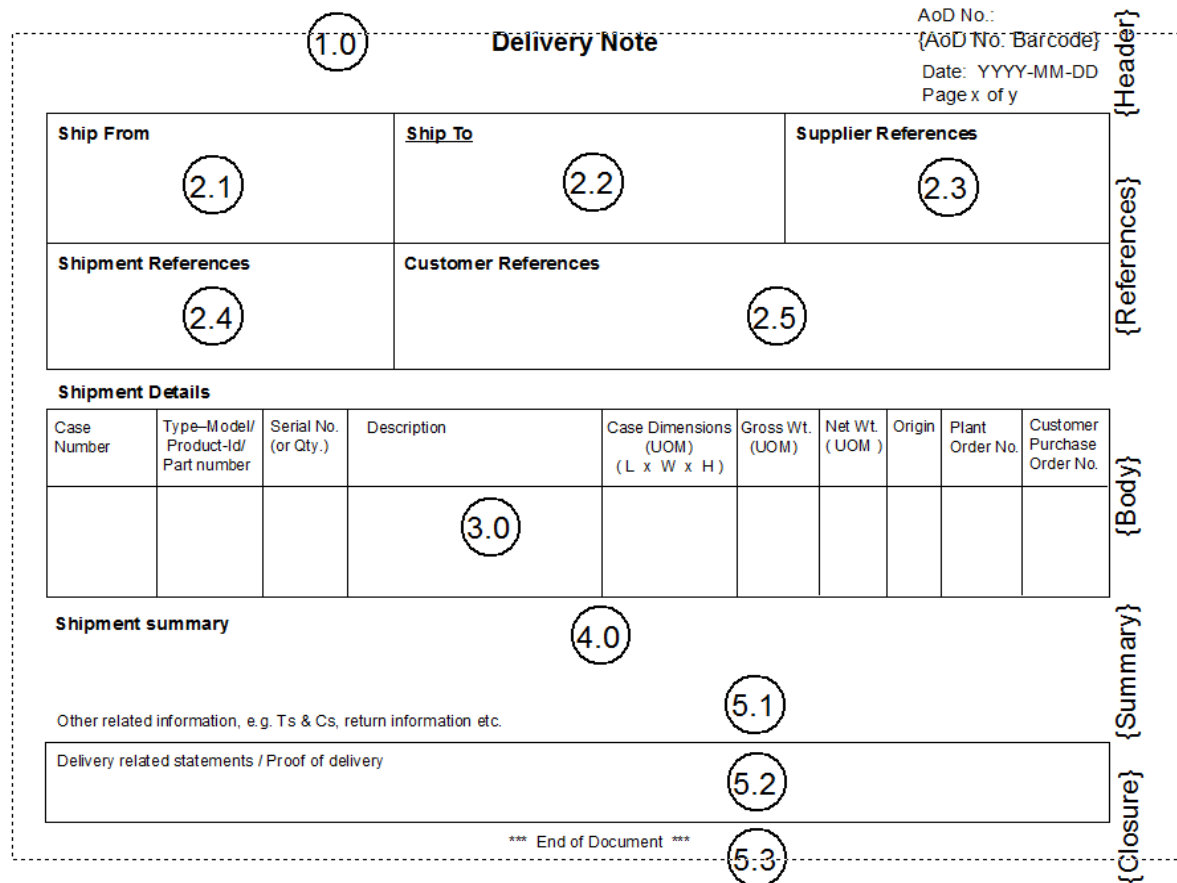 AoD No.:
1.0
Delivery Note
{AoD No. Barcode}
Date: YYYY-MM-DD
Page x of y
{Header}
Ship From
Ship To
Supplier References
2.1
2.2
2.3
{References}
Shipment References
Customer References
2.4
2.5
Shipment Details
Case
Number
Type–Model/
Product-Id/
Part number
Serial No.
(or Qty.)
Description
Case Dimensions
(UOM)
( L x W x H )
Gross Wt.
(UOM)
Net Wt.
( UOM )
Origin
Plant
Order No.
Customer
Purchase
Order No.
{Body}
3.0
Shipment summary
4.0
{Summary}
5.1
Other related information, e.g. Ts & Cs, return information etc.
Delivery related statements / Proof of delivery
5.2
{Closure}
*** End of Document ***
5.3